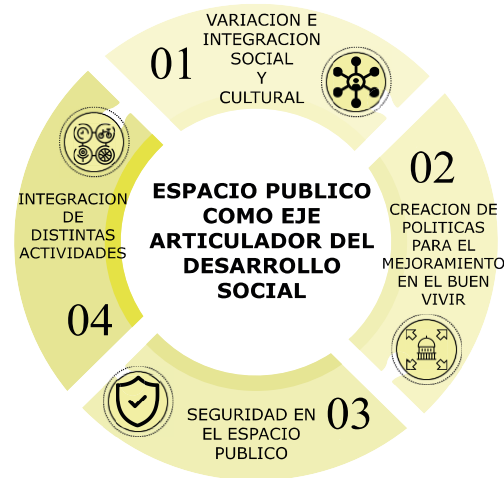 01
VARIACION E
INTEGRACION
SOCIAL
Y
CULTURAL
02
CREACION DE
POLITICAS
PARA EL
MEJORAMIENTO
EN EL BUEN
VIVIR
03
SEGURIDAD EN
EL ESPACIO
PUBLICO
04
INTEGRACION
DE
DISTINTAS
ACTIVIDADES
ESPACIO PUBLICO
COMO EJE
ARTICULADOR DEL
DESARROLLO
SOCIAL